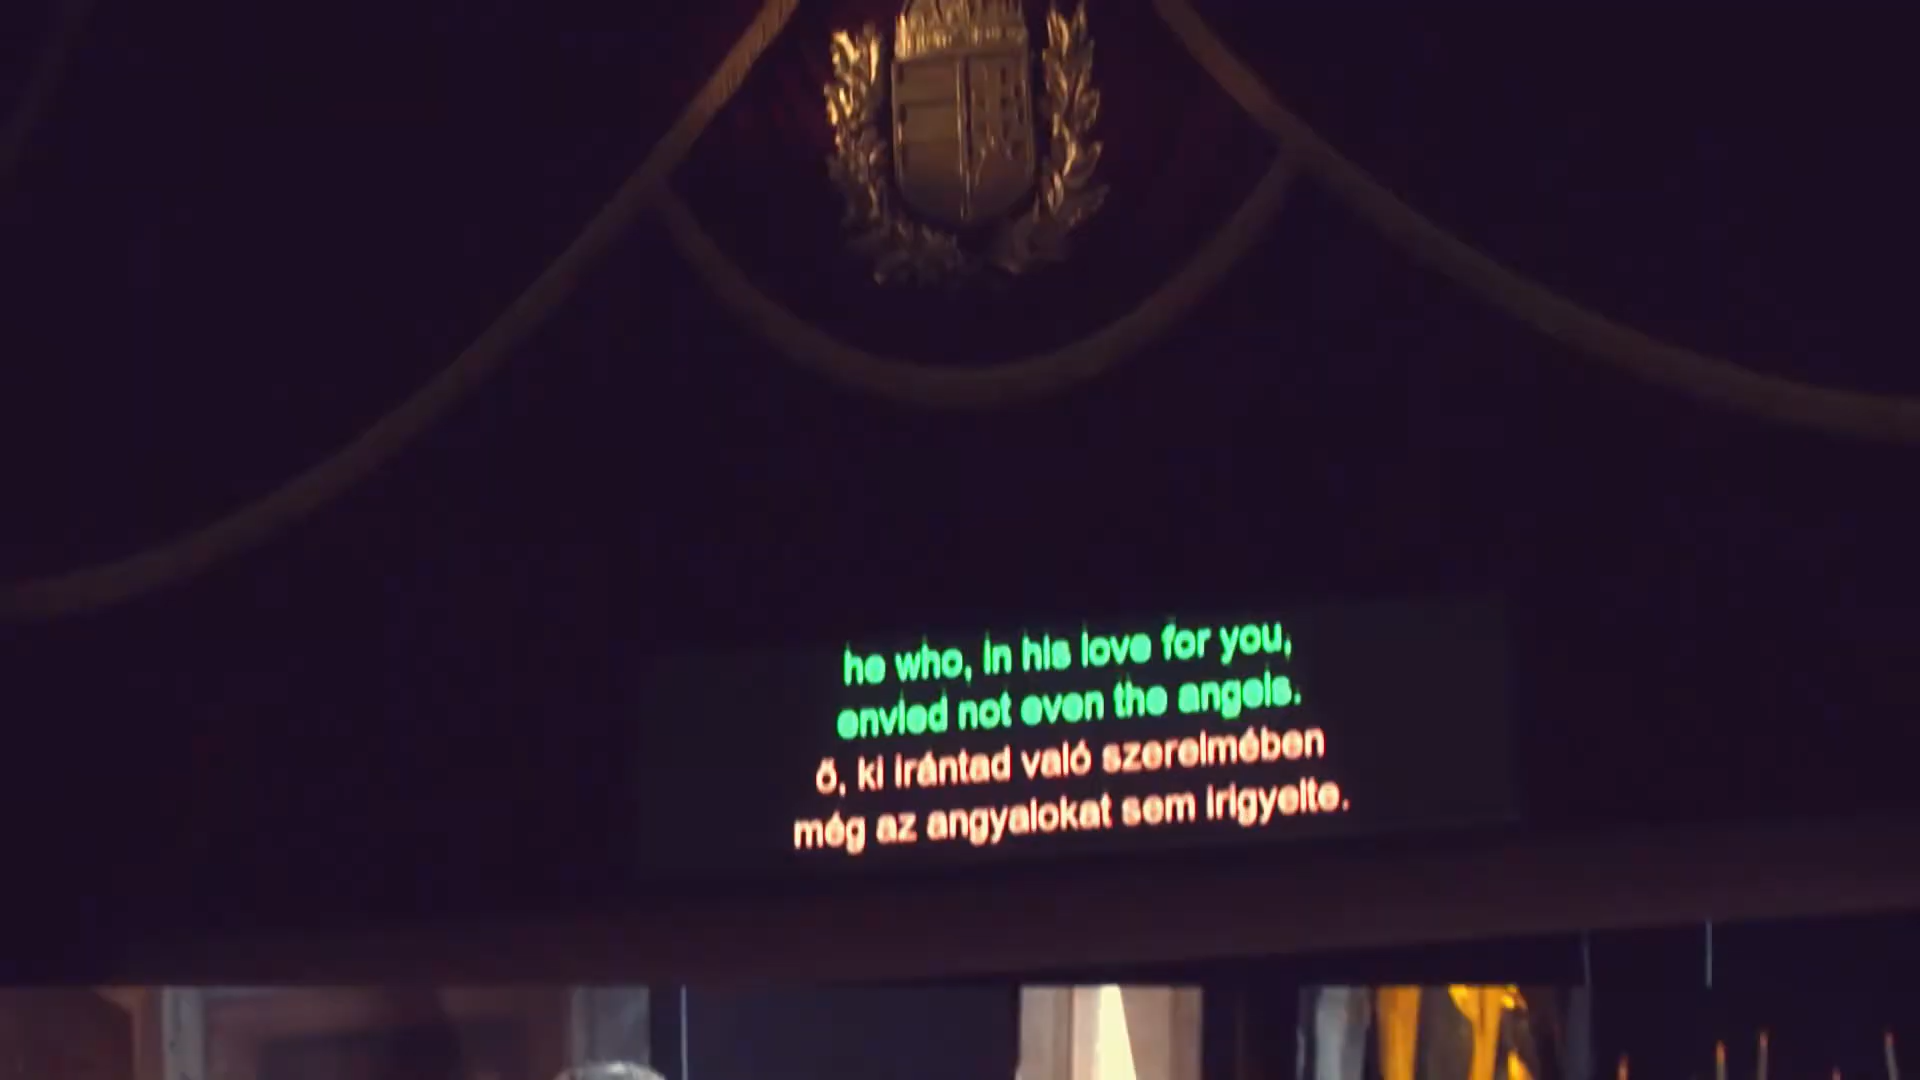 he who, in his love for you,
envied not even the angels.
ő, ki irántad való szerelmében
még az angyalokat sem irigyelte.